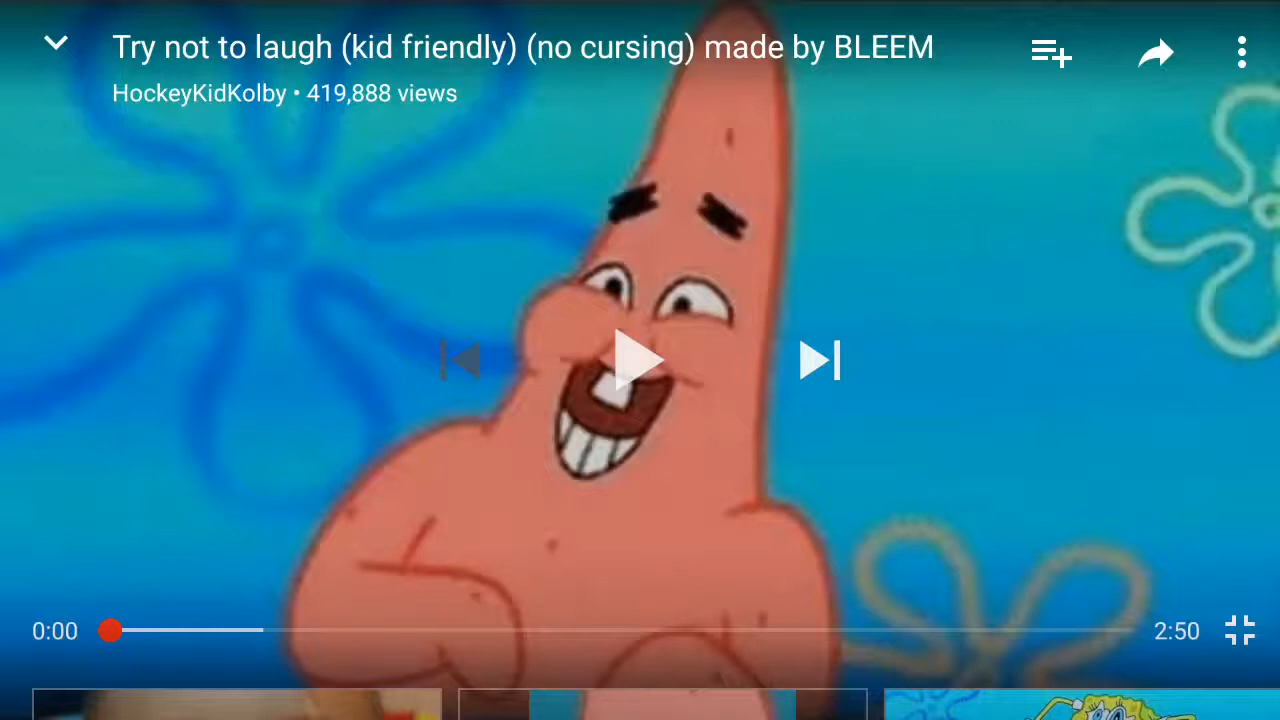 Try not to laugh (kid friendly) (no cursing) made by BLEEM
HockeyKidKolby • 419,888 views
0:00
2:50